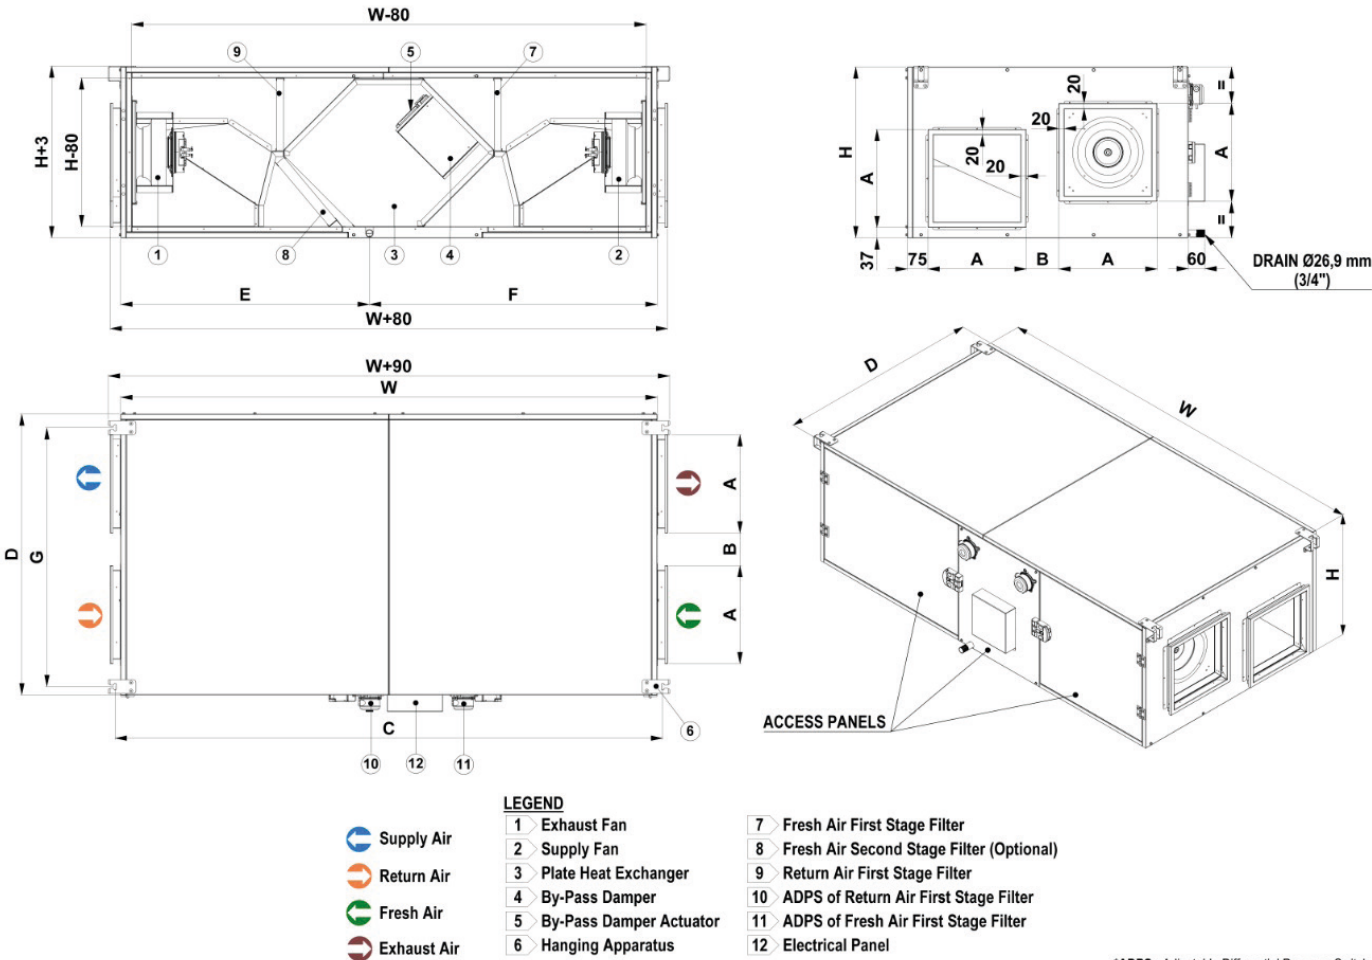 W-80
9
5
7
H+3
H-80
1
8
3
4
2
E
F
W+80
20
20
20
20
H
A
A
=
=
37
75
A
B
A
60
DRAIN Ø26,9 mm
(3/4")
W+90
W
D
G
A
B
A
C
6
10
12
11
D
W
H
ACCESS PANELS
LEGEND
Supply Air
Return Air
Fresh Air
Exhaust Air
1 Exhaust Fan
2 Supply Fan
3 Plate Heat Exchanger
4 By-Pass Damper
5 By-Pass Damper Actuator
6 Hanging Apparatus
7 Fresh Air First Stage Filter
8 Fresh Air Second Stage Filter (Optional)
9 Return Air First Stage Filter
10 ADPS of Return Air First Stage Filter
11 ADPS of Fresh Air First Stage Filter
12 Electrical Panel